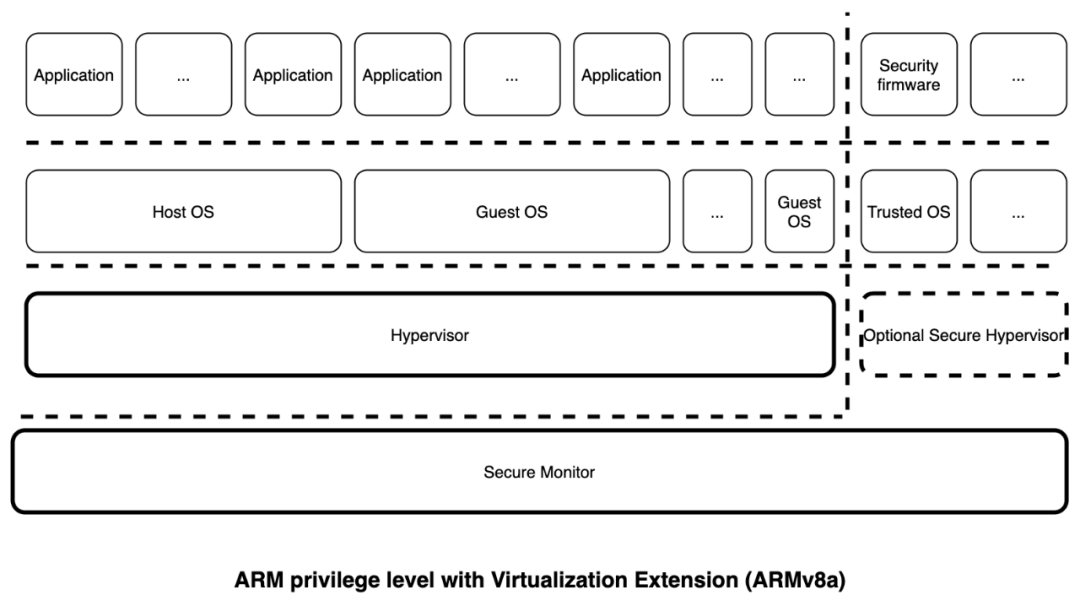 Application
...
Application
Application
...
Application
...
...
Security
firmware
...
Host OS
Guest OS
...
Guest
OS
Trusted OS
...
Hypervisor
Optional Secure Hypervisor
Secure Monitor
ARM privilege level with Virtualization Extension (ARMv8a)